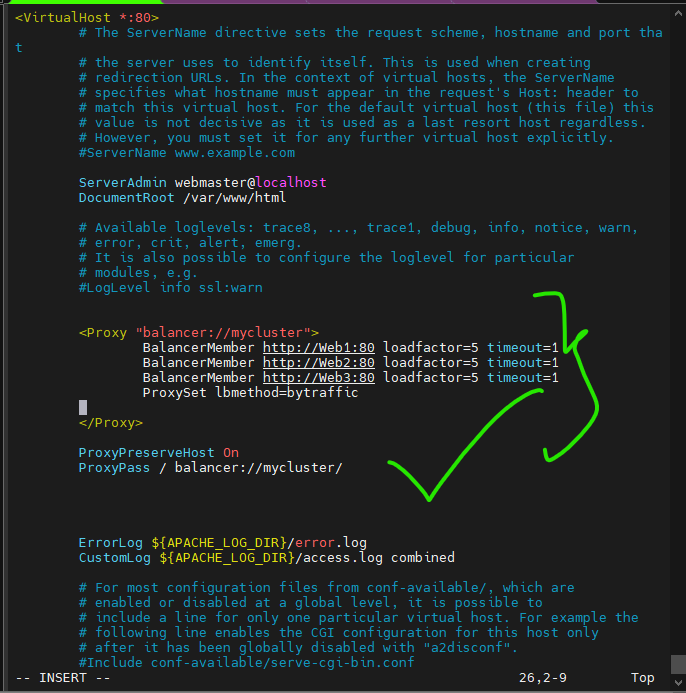 <VirtualHost *:80>
# The ServerName directive sets the request scheme, hostname and port tha
t
# the server uses to identify itself. This is used when creating
# redirection URLs. In the context of virtual hosts, the ServerName
# specifies what hostname must appear in the request's Host: header to
# match this virtual host. For the default virtual host (this file) this
# value is not decisive as it is used as a last resort host regardless.
# However, you must set it for any further virtual host explicitly.
#ServerName www.example.com
ServerAdmin webmaster@localhost
DocumentRoot /var/www/html
# Available loglevels: trace8, ..., trace1, debug, info, notice, warn,
# error, crit, alert, emerg.
# It is also possible to configure the loglevel for particular
# modules, e.g.
#LogLevel info ssl:warn
<Proxy "balancer://mycluster">
BalancerMember http://Web1:80 loadfactor=5 timeout=1
BalancerMember http://Web2:80 loadfactor=5 timeout=1
BalancerMember http://Web3:80 loadfactor=5 timeout=1
ProxySet lbmethod=bytraffic
</Proxy>
ProxyPreserveHost On
ProxyPass / balancer://mycluster/
ErrorLog ${APACHE_LOG_DIR}/error.log
CustomLog ${APACHE_LOG_DIR}/access.log combined
# For most configuration files from conf-available/, which are
# enabled or disabled at a global level, it is possible to
# include a line for only one particular virtual host. For example the
# following line enables the CGI configuration for this host only
# after it has been globally disabled with "a2disconf".
#Include conf-available/serve-cgi-bin.conf
-- INSERT -- 26,2-9 Top